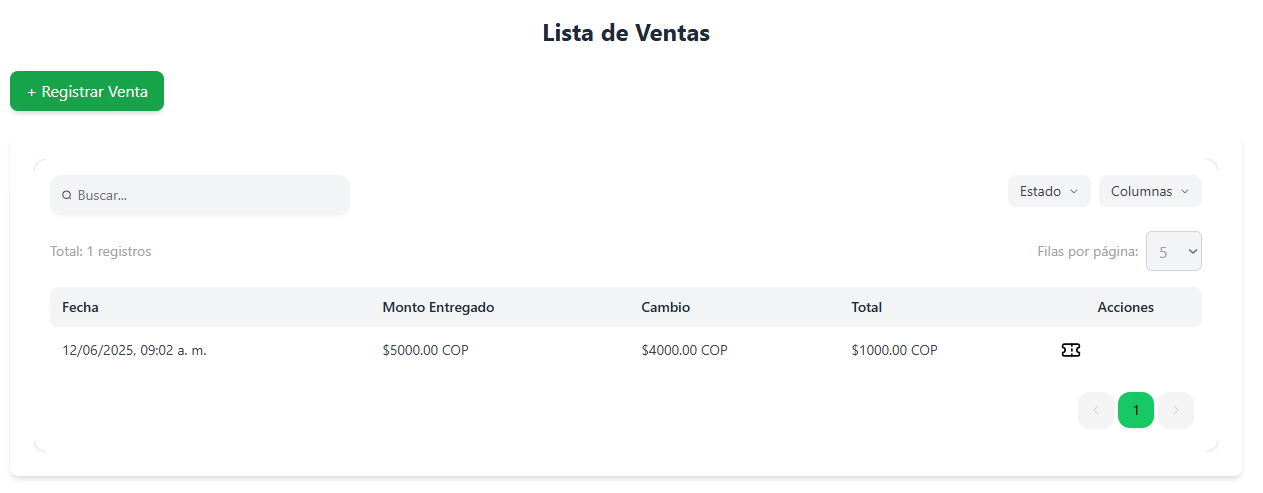 Lista de Ventas
+ Registrar Venta
Buscar...
Estado
Columnas
Total: 1 registros
Filas por página: 5
Fecha Monto Entregado Cambio Total Acciones
12/06/2025, 09:02 a. m. $5000.00 COP $4000.00 COP $1000.00 COP
1